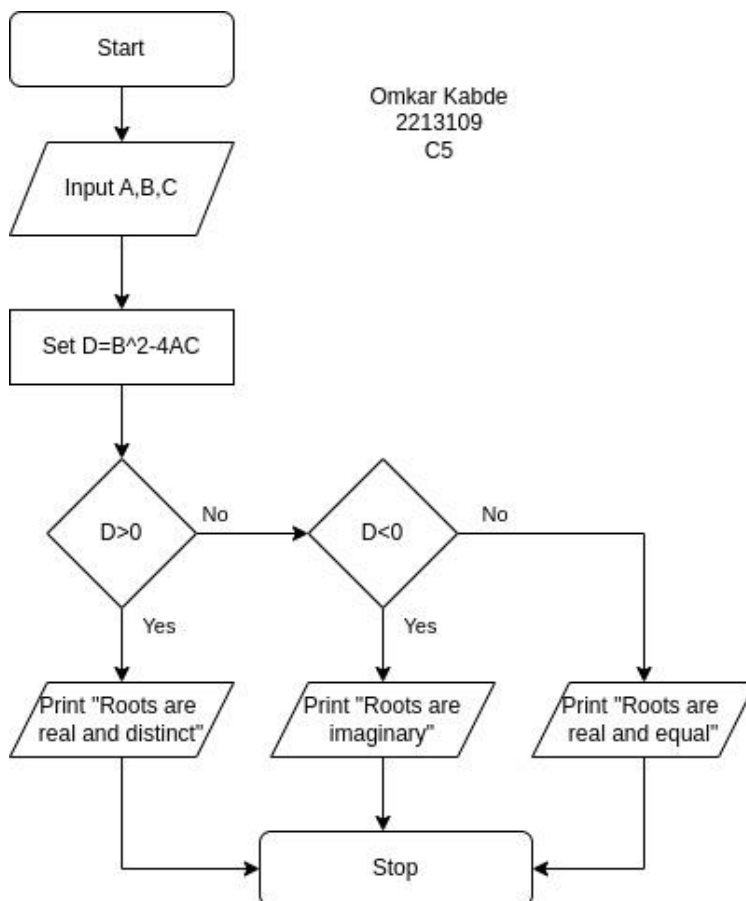 Start
Omkar Kabde
2213109
C5
Input A,B,C
Set D=B^2-4AC
D>0
No
D<0
No
Yes
Yes
Print "Roots are
real and distinct"
Print "Roots are
imaginary"
Print "Roots are
real and equal"
Stop